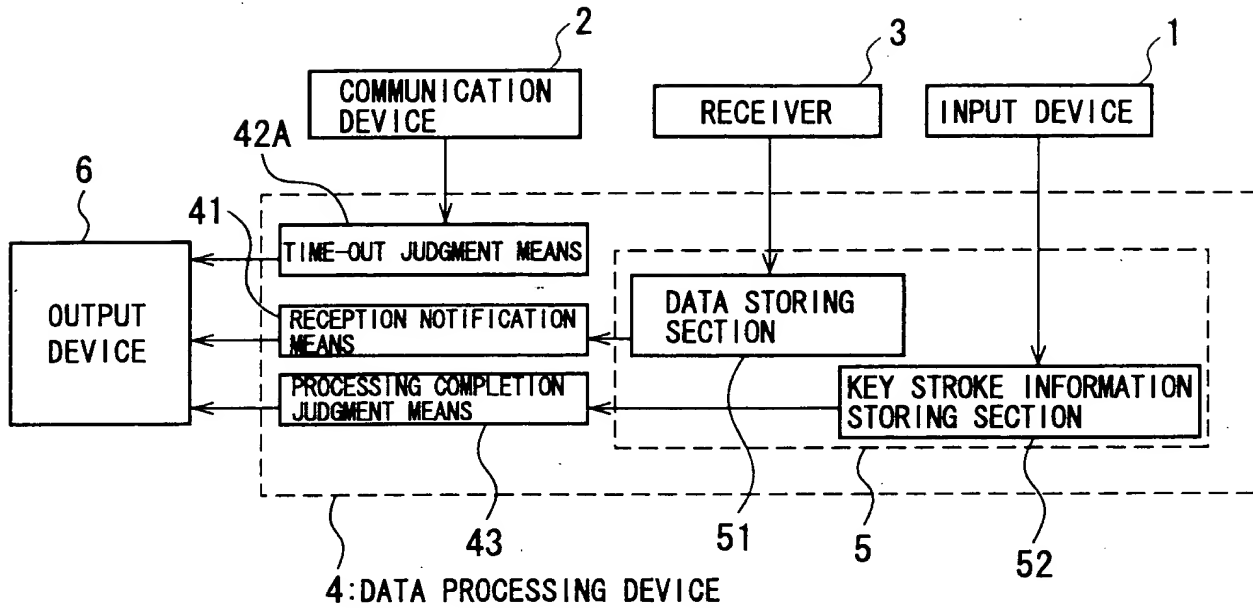 2
3
1
COMMUNICATION
DEVICE
RECEIVER
INPUT DEVICE
42A
6
41
TIME-OUT JUDGMENT MEANS
OUTPUT
DEVICE
RECEPTION NOTIFICATION
MEANS
DATA STORING
SECTION
PROCESSING COMPLETION
JUDGMENT MEANS
KEY STROKE INFORMATION
STORING SECTION
43
51
5
52
4:DATA PROCESSING DEVICE